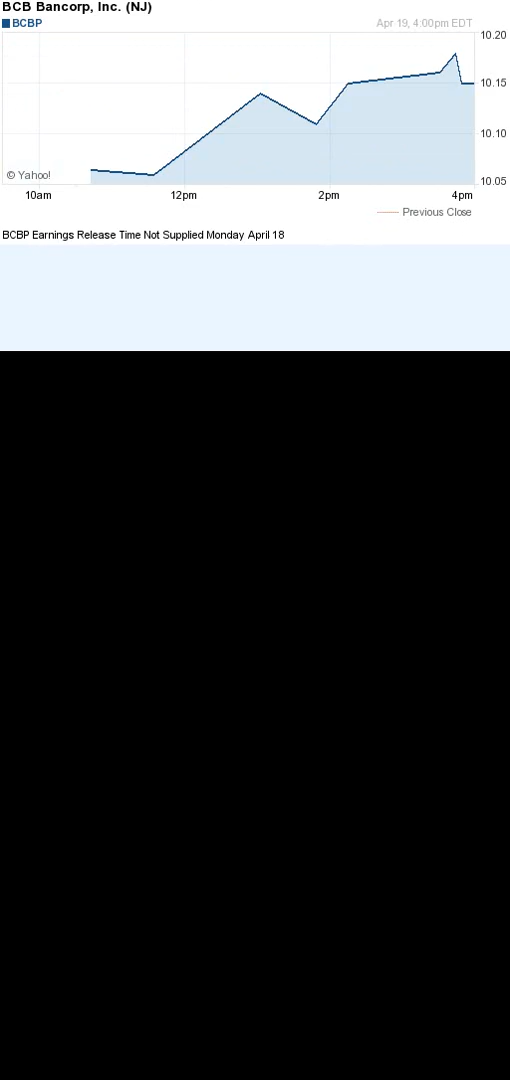 BCB Bancorp, Inc. (NJ)
BCBP Apr 19, 4:00pm EDT
10.20
10.15
10.10
10.05
© Yahoo!
10am 12pm 2pm 4pm
Previous Close
BCBP Earnings Release Time Not Supplied Monday April 18